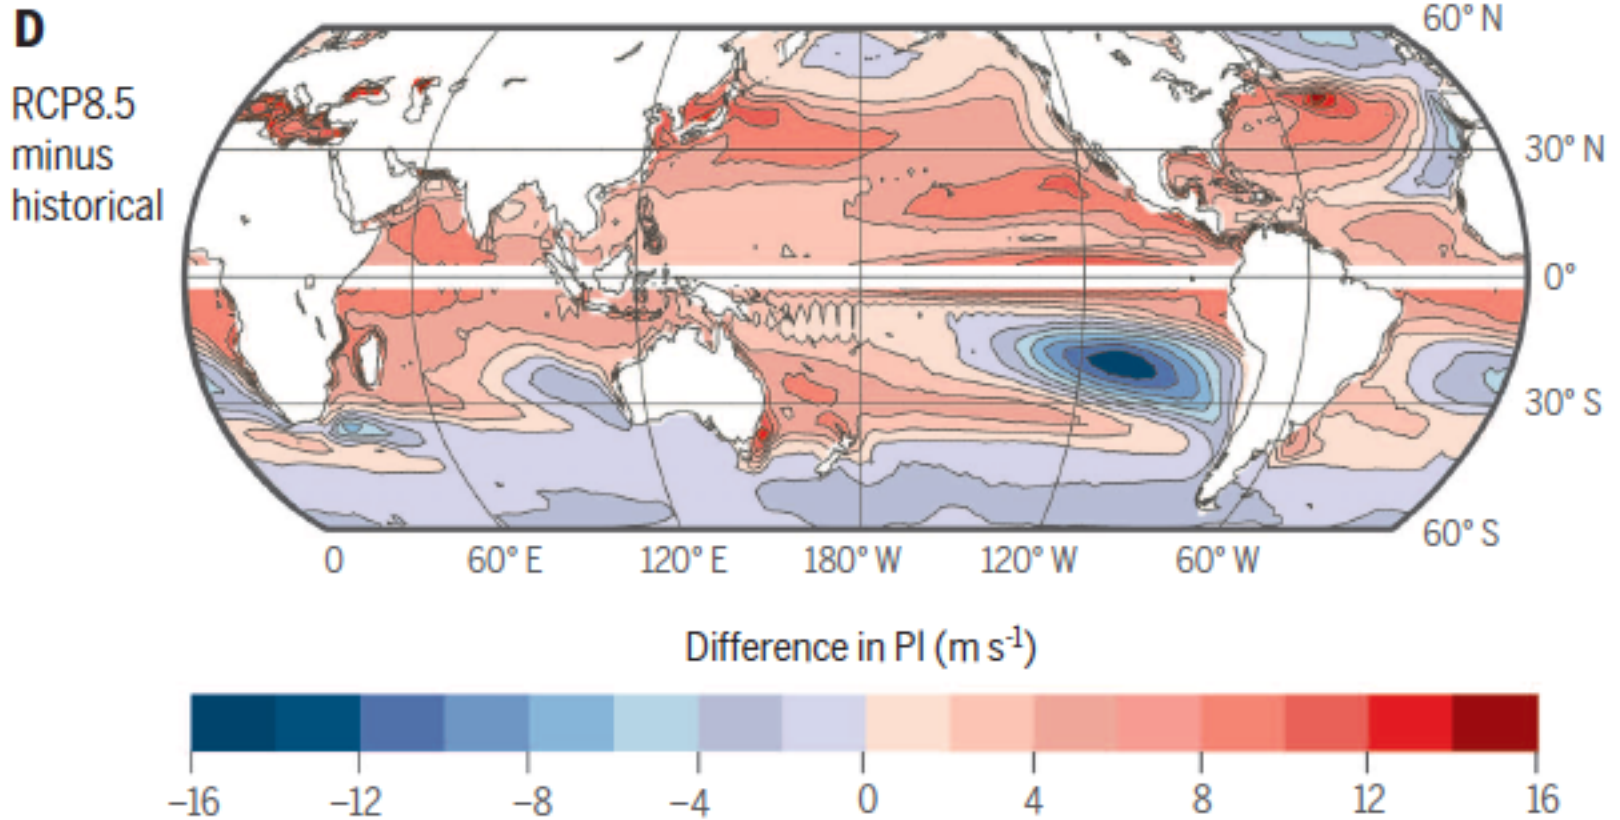 D
RCP8.5
minus
historical
60° N
30° N
0°
30° S
60° S
0 60° E 120° E 180° W 120° W 60° W
Difference in PI (m s⁻¹)
–16 –12 –8 –4 0 4 8 12 16